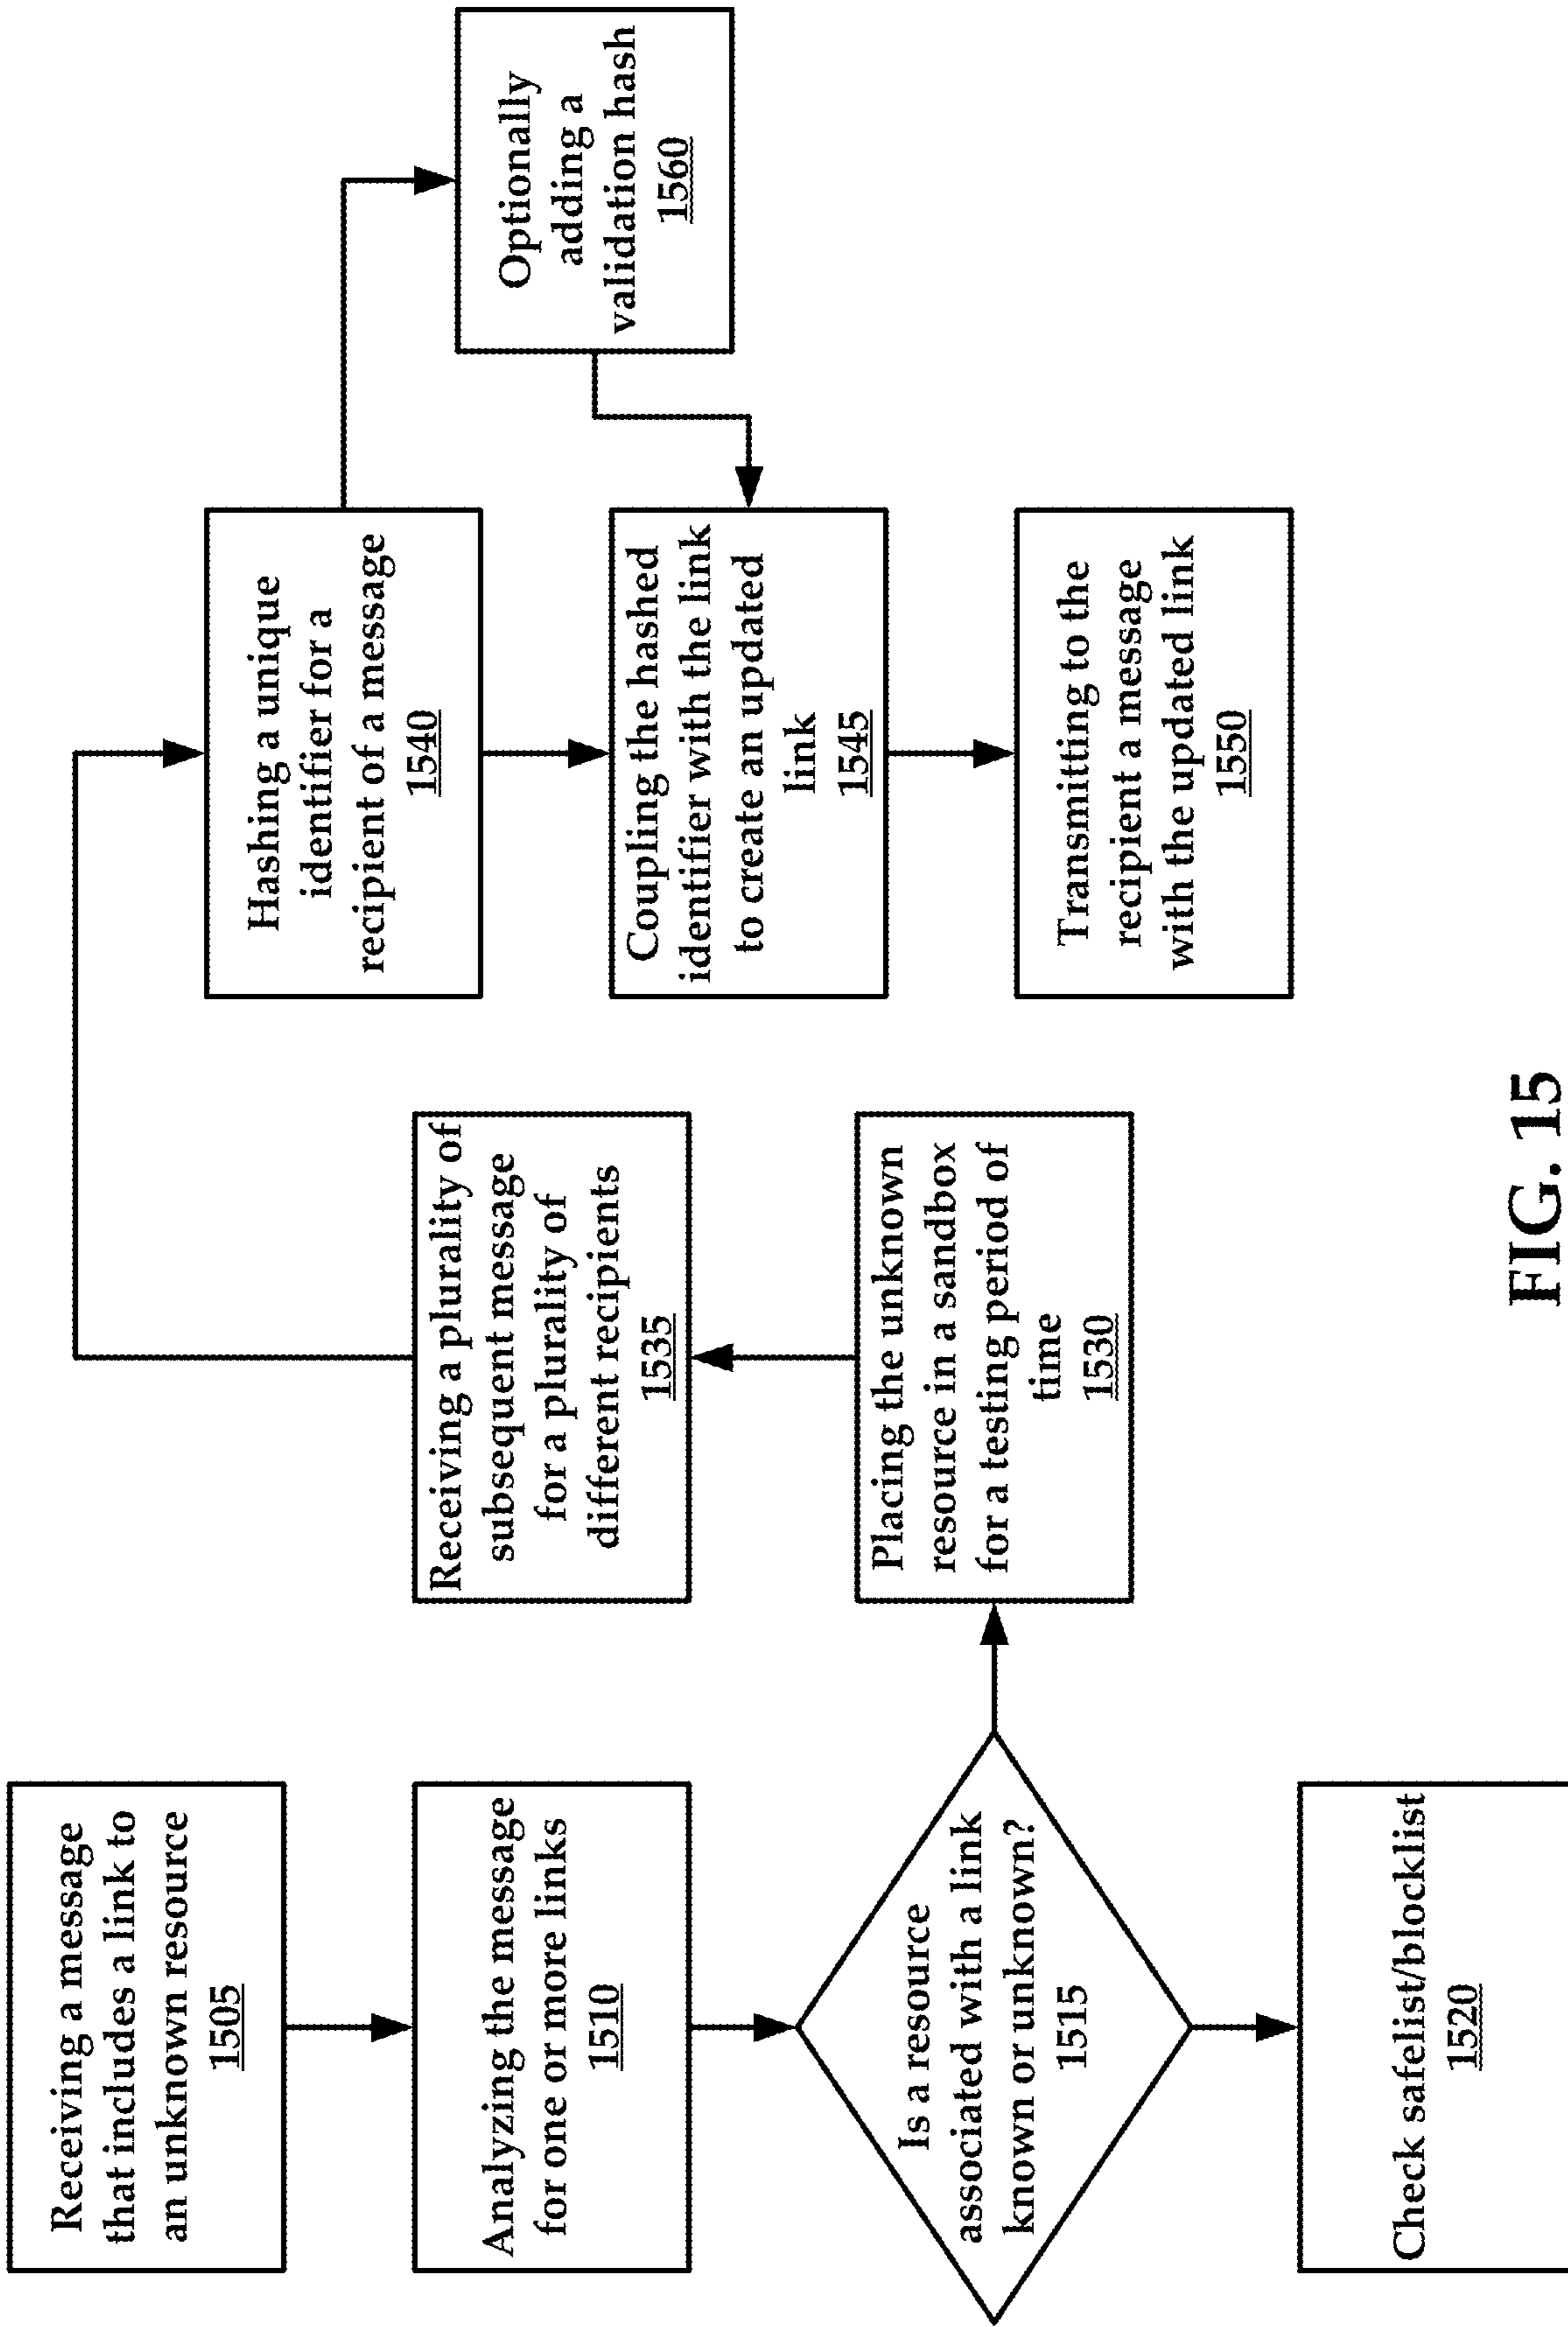 Receiving a message
that includes a link to
an unknown resource
1505
Analyzing the message
for one or more links
1510
Is a resource
associated with a link
known or unknown?
1515
Check safelist/blocklist
1520
Placing the unknown
resource in a sandbox
for a testing period of
time
1530
Receiving a plurality of
subsequent message
for a plurality of
different recipients
1535
Hashing a unique
identifier for a
recipient of a message
1540
Optionally
adding a
validation hash
1560
Coupling the hashed
identifier with the link
to create an updated
link
1545
Transmitting to the
recipient a message
with the updated link
1550
FIG. 15